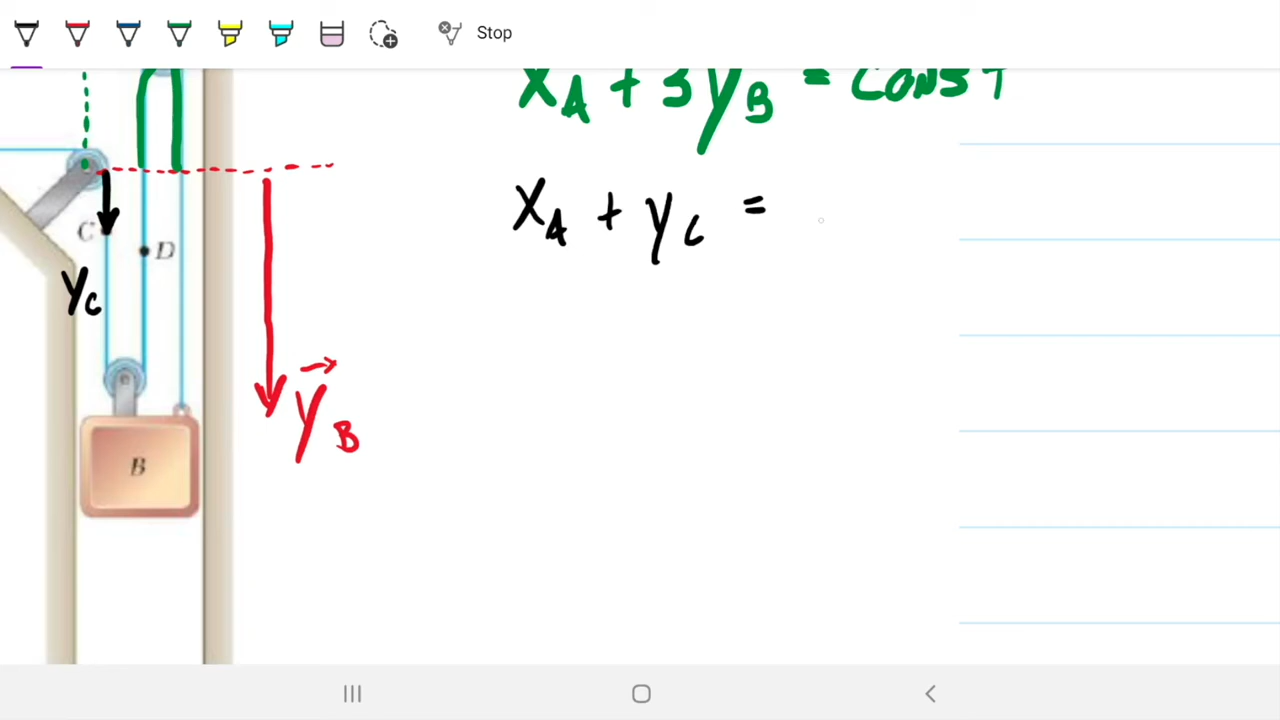 Stop
x_A + 3y_B = CONST
x_A + y_C =
C
D
y_C
y_B
B